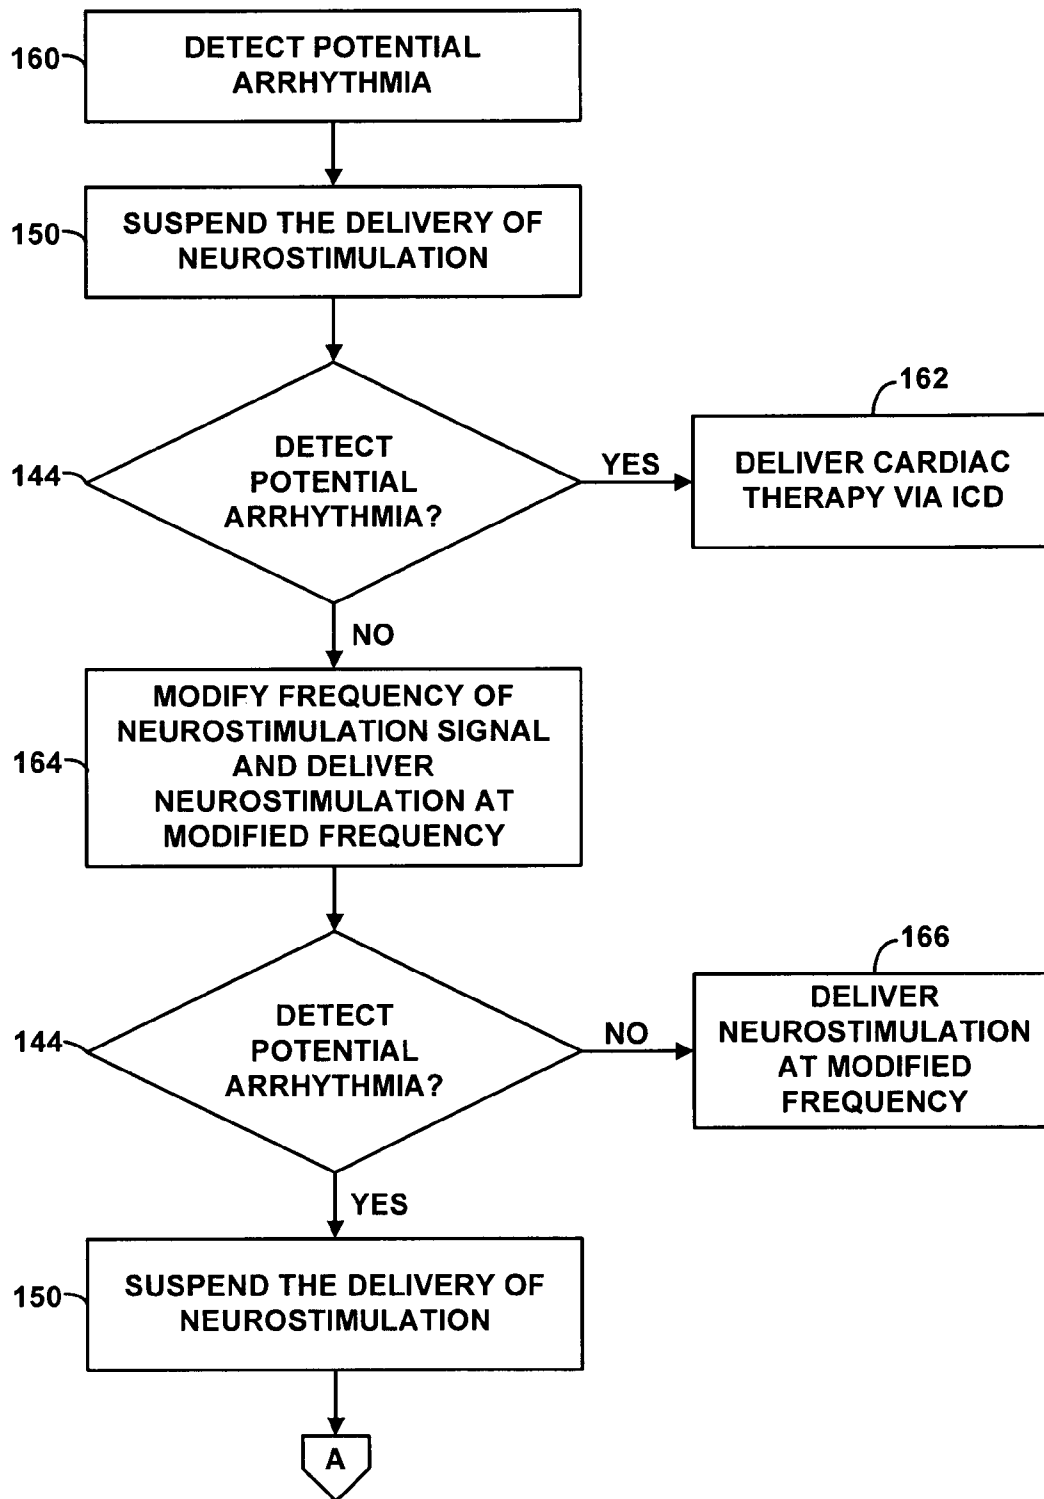 160
DETECT POTENTIAL
ARRHYTHMIA
150
SUSPEND THE DELIVERY OF
NEUROSTIMULATION
144
DETECT
POTENTIAL
ARRHYTHMIA?
YES
162
DELIVER CARDIAC
THERAPY VIA ICD
NO
164
MODIFY FREQUENCY OF
NEUROSTIMULATION SIGNAL
AND DELIVER
NEUROSTIMULATION AT
MODIFIED FREQUENCY
144
DETECT
POTENTIAL
ARRHYTHMIA?
NO
166
DELIVER
NEUROSTIMULATION
AT MODIFIED
FREQUENCY
YES
150
SUSPEND THE DELIVERY OF
NEUROSTIMULATION
A